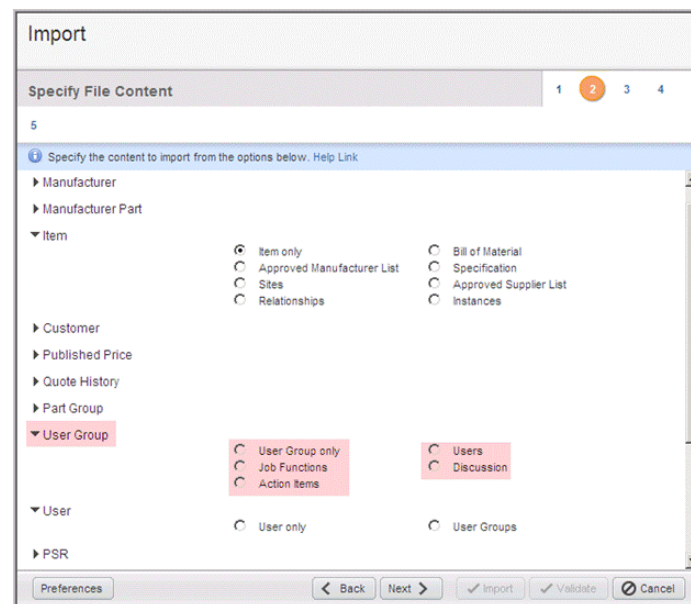 Import
Specify File Content
1 2 3 4
5
Specify the content to import from the options below. Help Link
Manufacturer
Manufacturer Part
Item
Item only Bill of Material
Approved Manufacturer List Specification
Sites Approved Supplier List
Relationships Instances
Customer
Published Price
Quote History
Part Group
User Group
User Group only Users
Job Functions Discussion
Action Items
User
User only User Groups
PSR
Preferences Back Next Import Validate Cancel